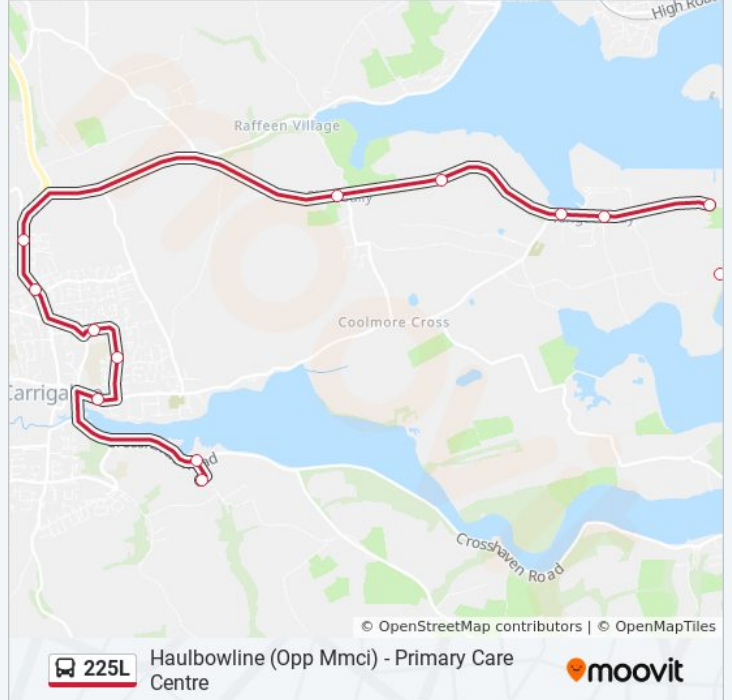 High Road
Raffeen Village
Coolmore Cross
Crosshaven Road
© OpenStreetMap contributors | © OpenMapTiles
225L
Haulbowline (Opp Mmci) - Primary Care
Centre
moovit